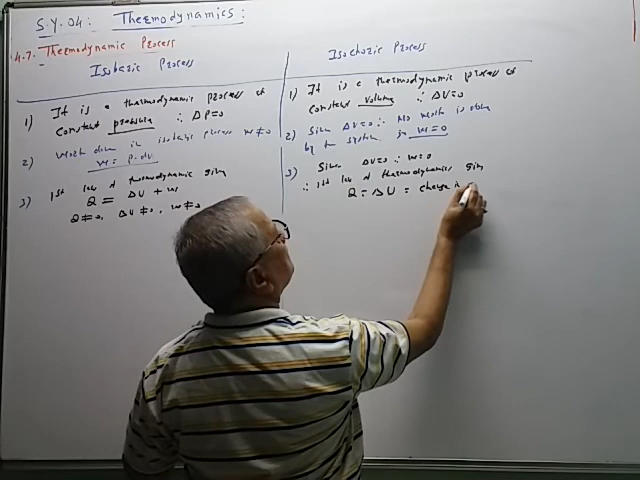 S.Y. 04: Thermodynamics:
4.7. Thermodynamic Process
Isobaric Process
1) It is a thermodynamic process at
constant pressure ∴ ΔP=0
2) Work done in isobaric process w≠0
w = p.dv
3) 1st law of thermodynamics gives
Q = ΔU + w
Q≠0, ΔU≠0, w≠0
Isochoric Process
1) It is a thermodynamic process at
constant volume ∴ ΔV=0
2) Since ΔV=0 ∴ No work is done
by the system w=0
3) Since ΔV=0 ∴ w=0
∴ 1st law of thermodynamics gives
Q = ΔU = change i